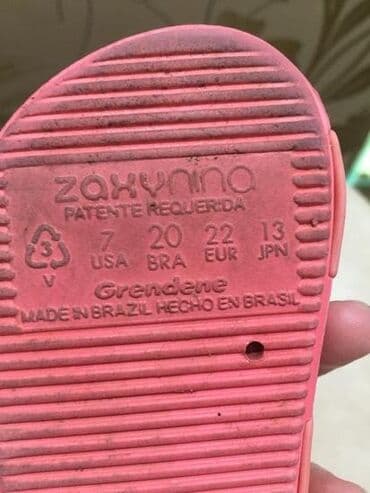 zaxynina
PATENTE REQUERIDA
3 7 20 22 13
V USA BRA EUR JPN
Grendene
MADE IN BRAZIL HECHO EN BRASIL